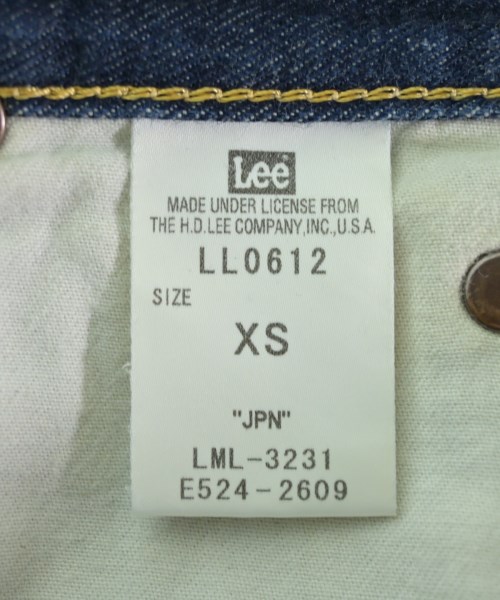 Lee
MADE UNDER LICENSE FROM
THE H.D.LEE COMPANY,INC.,U.S.A.
LL0612
SIZE
XS
"JPN"
LML-3231
E524-2609